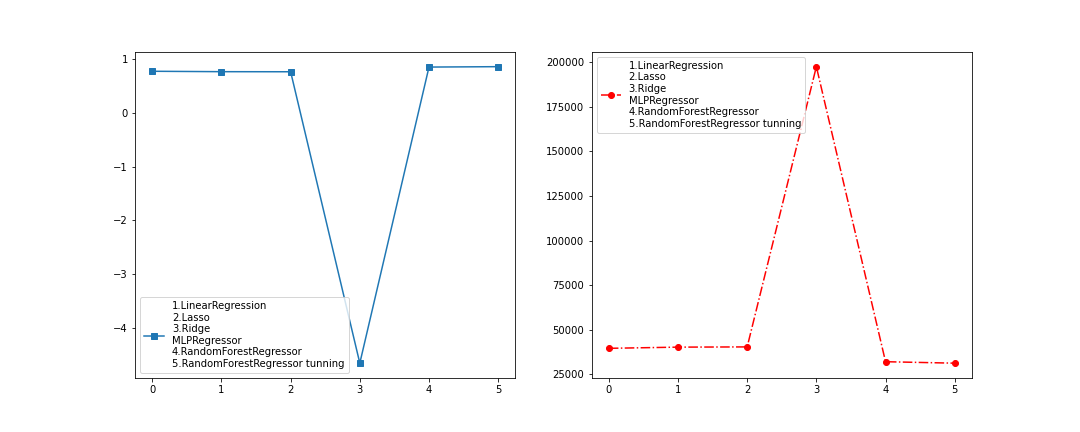 1
0
−1
−2
−3
−4
1.LinearRegression
2.Lasso
3.Ridge
MLPRegressor
4.RandomForestRegressor
5.RandomForestRegressor tunning
0 1 2 3 4 5
200000
175000
150000
125000
100000
75000
50000
25000
1.LinearRegression
2.Lasso
3.Ridge
MLPRegressor
4.RandomForestRegressor
5.RandomForestRegressor tunning
0 1 2 3 4 5